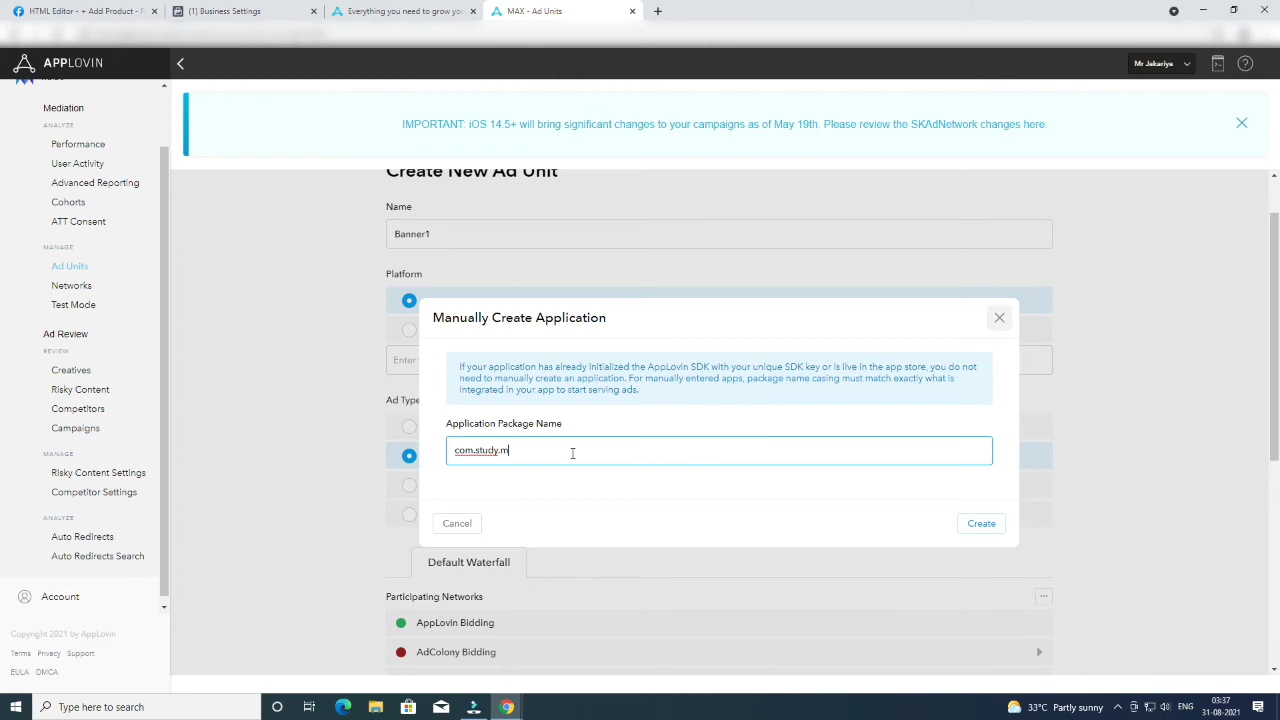 HTML Editor - + Add Product - F
(1) Business Settings
Everything you need to grow you
MAX - Ad Units
APPLOVIN
Mr Jakariya
Mediation
ANALYZE
Performance
User Activity
Advanced Reporting
Cohorts
ATT Consent
MANAGE
Ad Units
Networks
Test Mode
Ad Review
REVIEW
Creatives
Risky Content
Competitors
Campaigns
MANAGE
Risky Content Settings
Competitor Settings
ANALYZE
Auto Redirects
Auto Redirects Search
Account
Copyright 2021 by AppLovin
Terms Privacy Support
EULA DMCA
IMPORTANT: iOS 14.5+ will bring significant changes to your campaigns as of May 19th. Please review the SKAdNetwork changes here.
Create New Ad Unit
Name
Banner1
Platform
Enter
Ad Type
Manually Create Application
If your application has already initialized the AppLovin SDK with your unique SDK key or is live in the app store, you do not
need to manually create an application. For manually entered apps, package name casing must match exactly what is
integrated in your app to start serving ads.
Application Package Name
com.study.m
Cancel
Create
Default Waterfall
Participating Networks
AppLovin Bidding
AdColony Bidding
Type here to search
33°C Partly sunny
ENG
03:37
31-08-2021